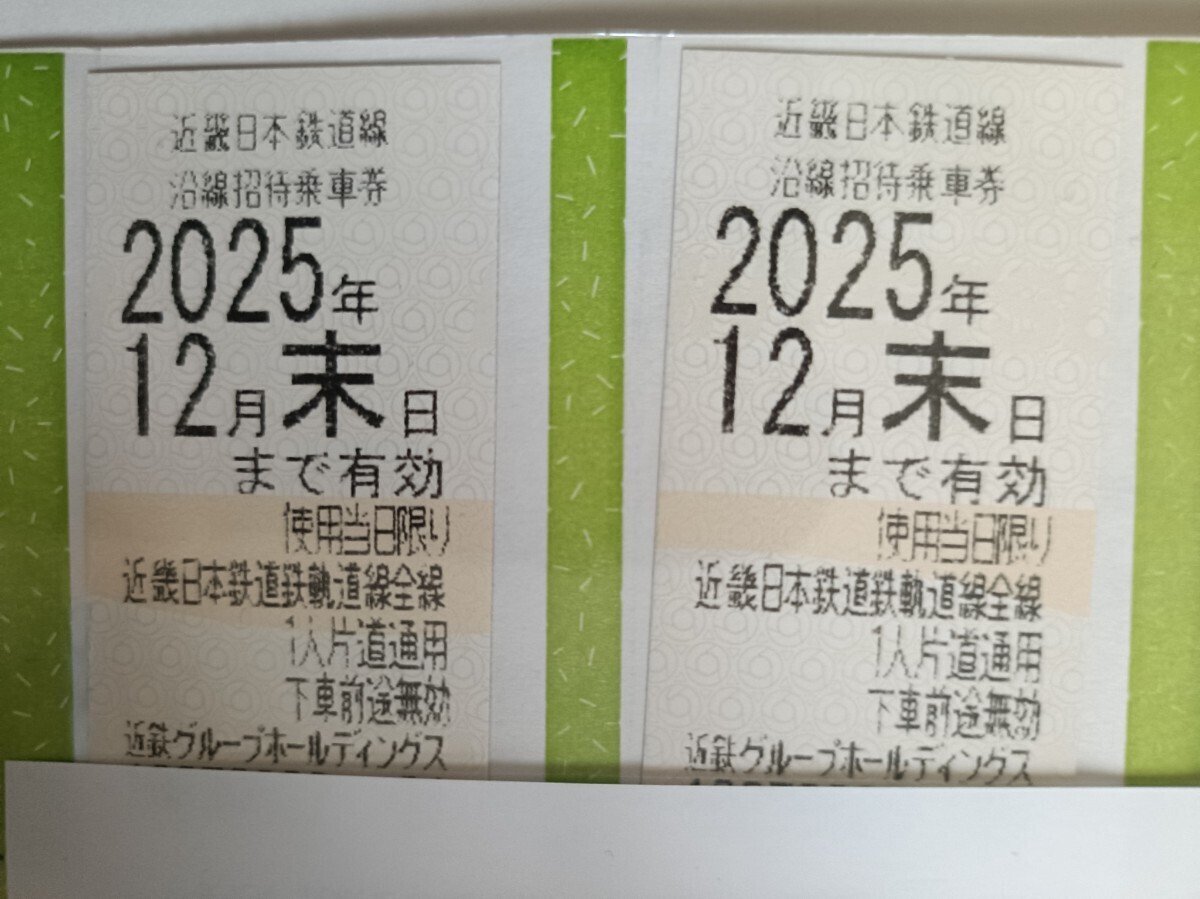 近畿日本鉄道線
沿線招待乗車券
2025年
12月末日
まで有効
使用当日限り
近畿日本鉄道鉄軌道線全線
1人片道通用
下車前途無効
近鉄グループホールディングス
近畿日本鉄道線
沿線招待乗車券
2025年
12月末日
まで有効
使用当日限り
近畿日本鉄道鉄軌道線全線
1人片道通用
下車前途無効
近鉄グループホールディングス